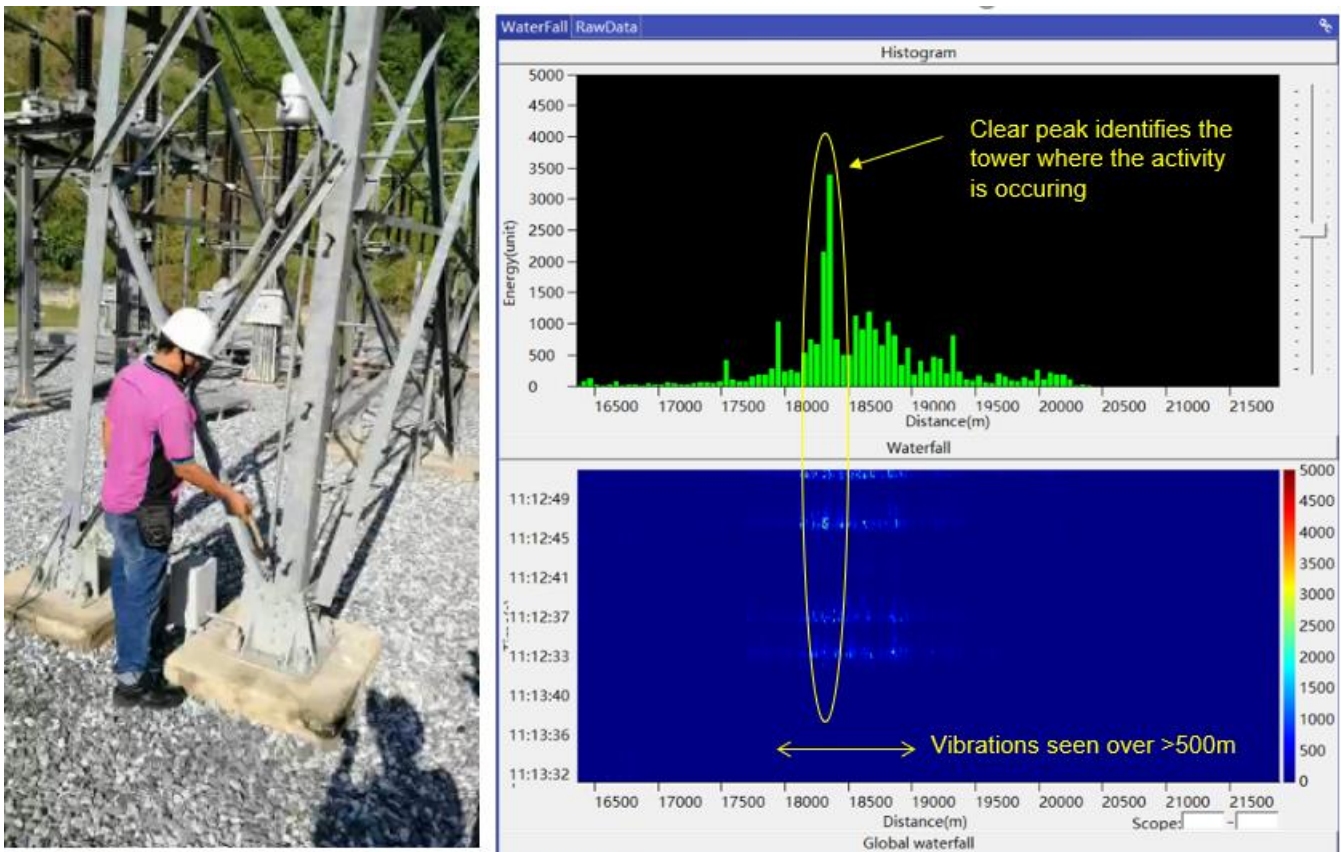 WaterFall RawData
Histogram
5000
4500
4000
3500
3000
2500
2000
1500
1000
500
0
Energy(unit)
Clear peak identifies the
tower where the activity
is occuring
16500 17000 17500 18000 18500 19000 19500 20000 20500 21000 21500
Distance(m)
Waterfall
11:12:49
11:12:45
11:12:41
11:12:37
11:12:33
11:13:40
11:13:36
11:13:32
5000
4500
4000
3500
3000
2500
2000
1500
1000
500
0
Vibrations seen over >500m
16500 17000 17500 18000 18500 19000 19500 20000 20500 21000 21500
Distance(m)
Scope: -
Global waterfall